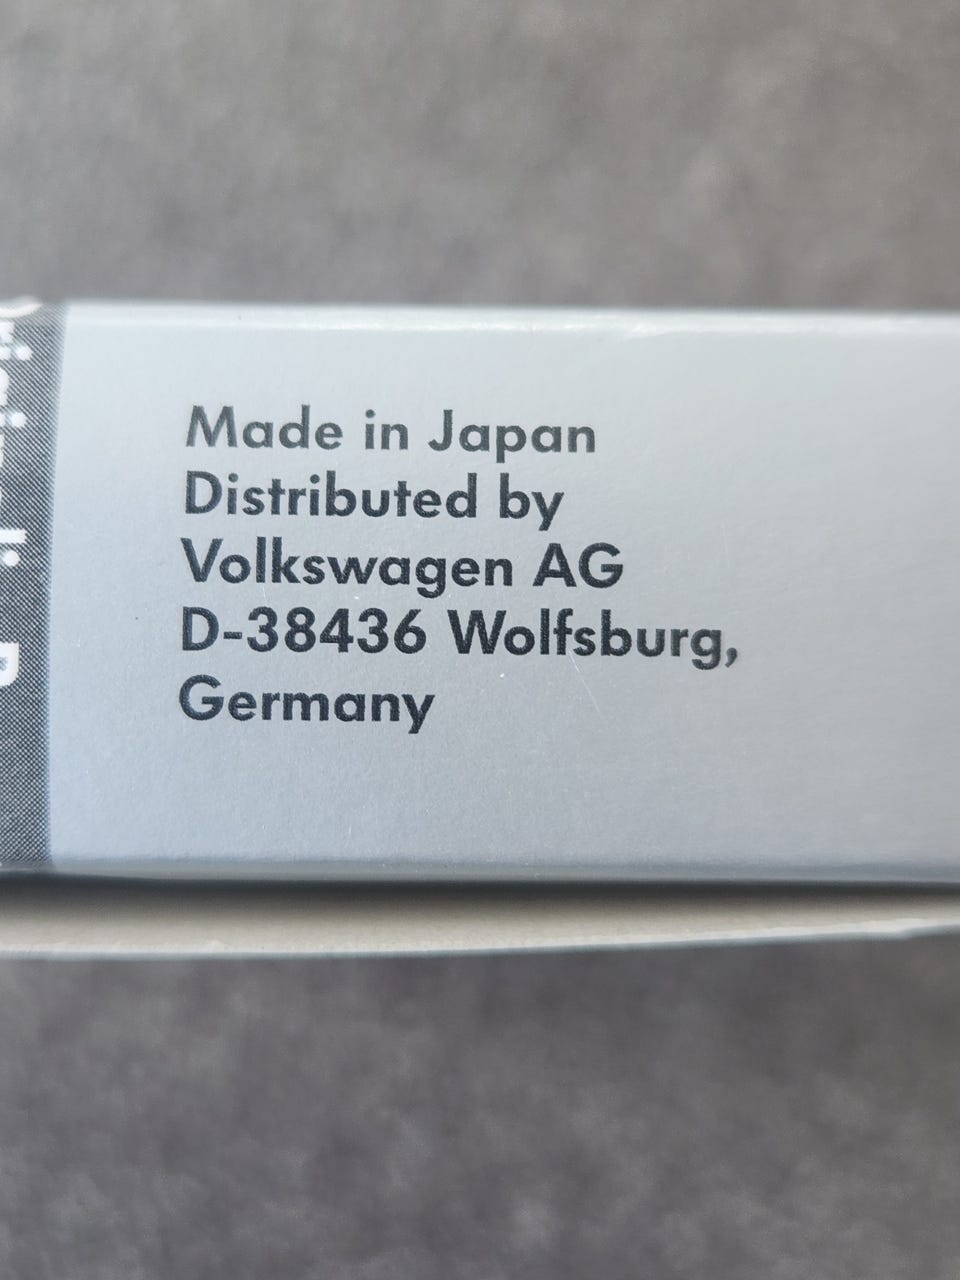 Made in Japan
Distributed by
Volkswagen AG
D-38436 Wolfsburg,
Germany